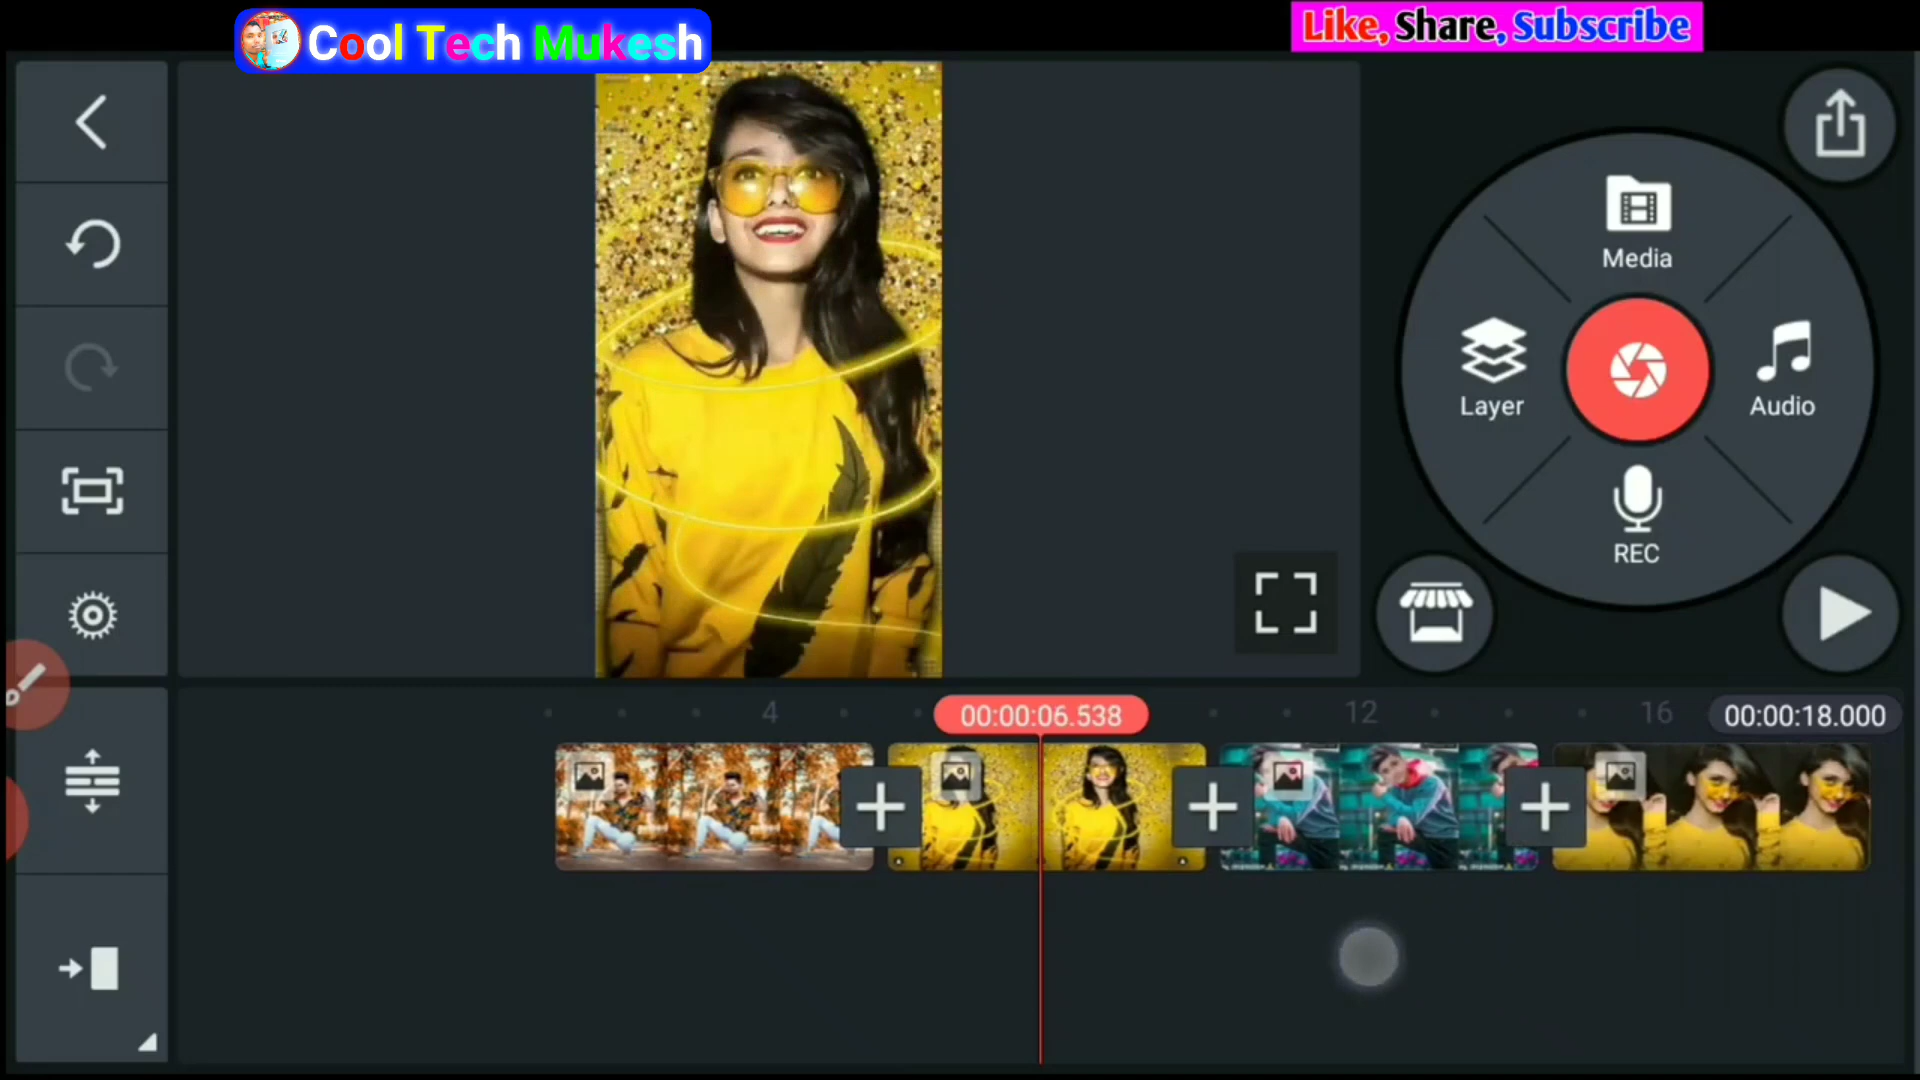 Cool Tech Mukesh
Like, Share, Subscribe
Media
Layer
Audio
REC
4
00:00:06.538
12
16
00:00:18.000